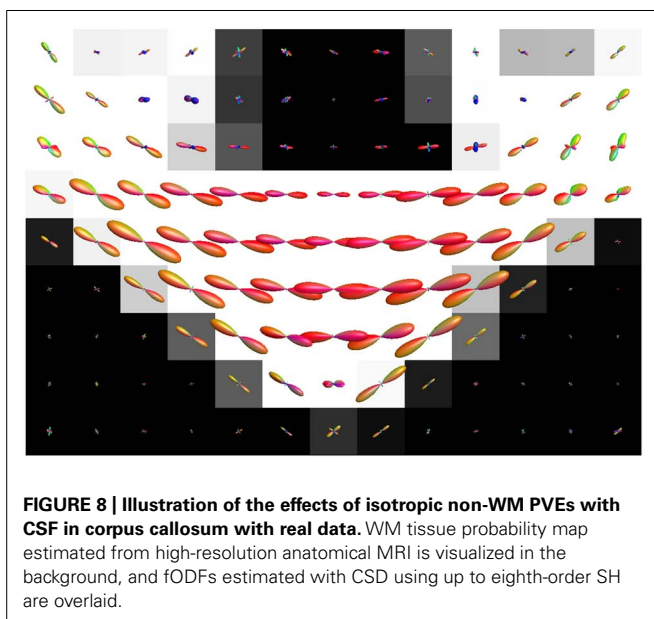 FIGURE 8 | Illustration of the effects of isotropic non-WM PVEs with
CSF in corpus callosum with real data. WM tissue probability map
estimated from high-resolution anatomical MRI is visualized in the
background, and fODFs estimated with CSD using up to eighth-order SH
are overlaid.